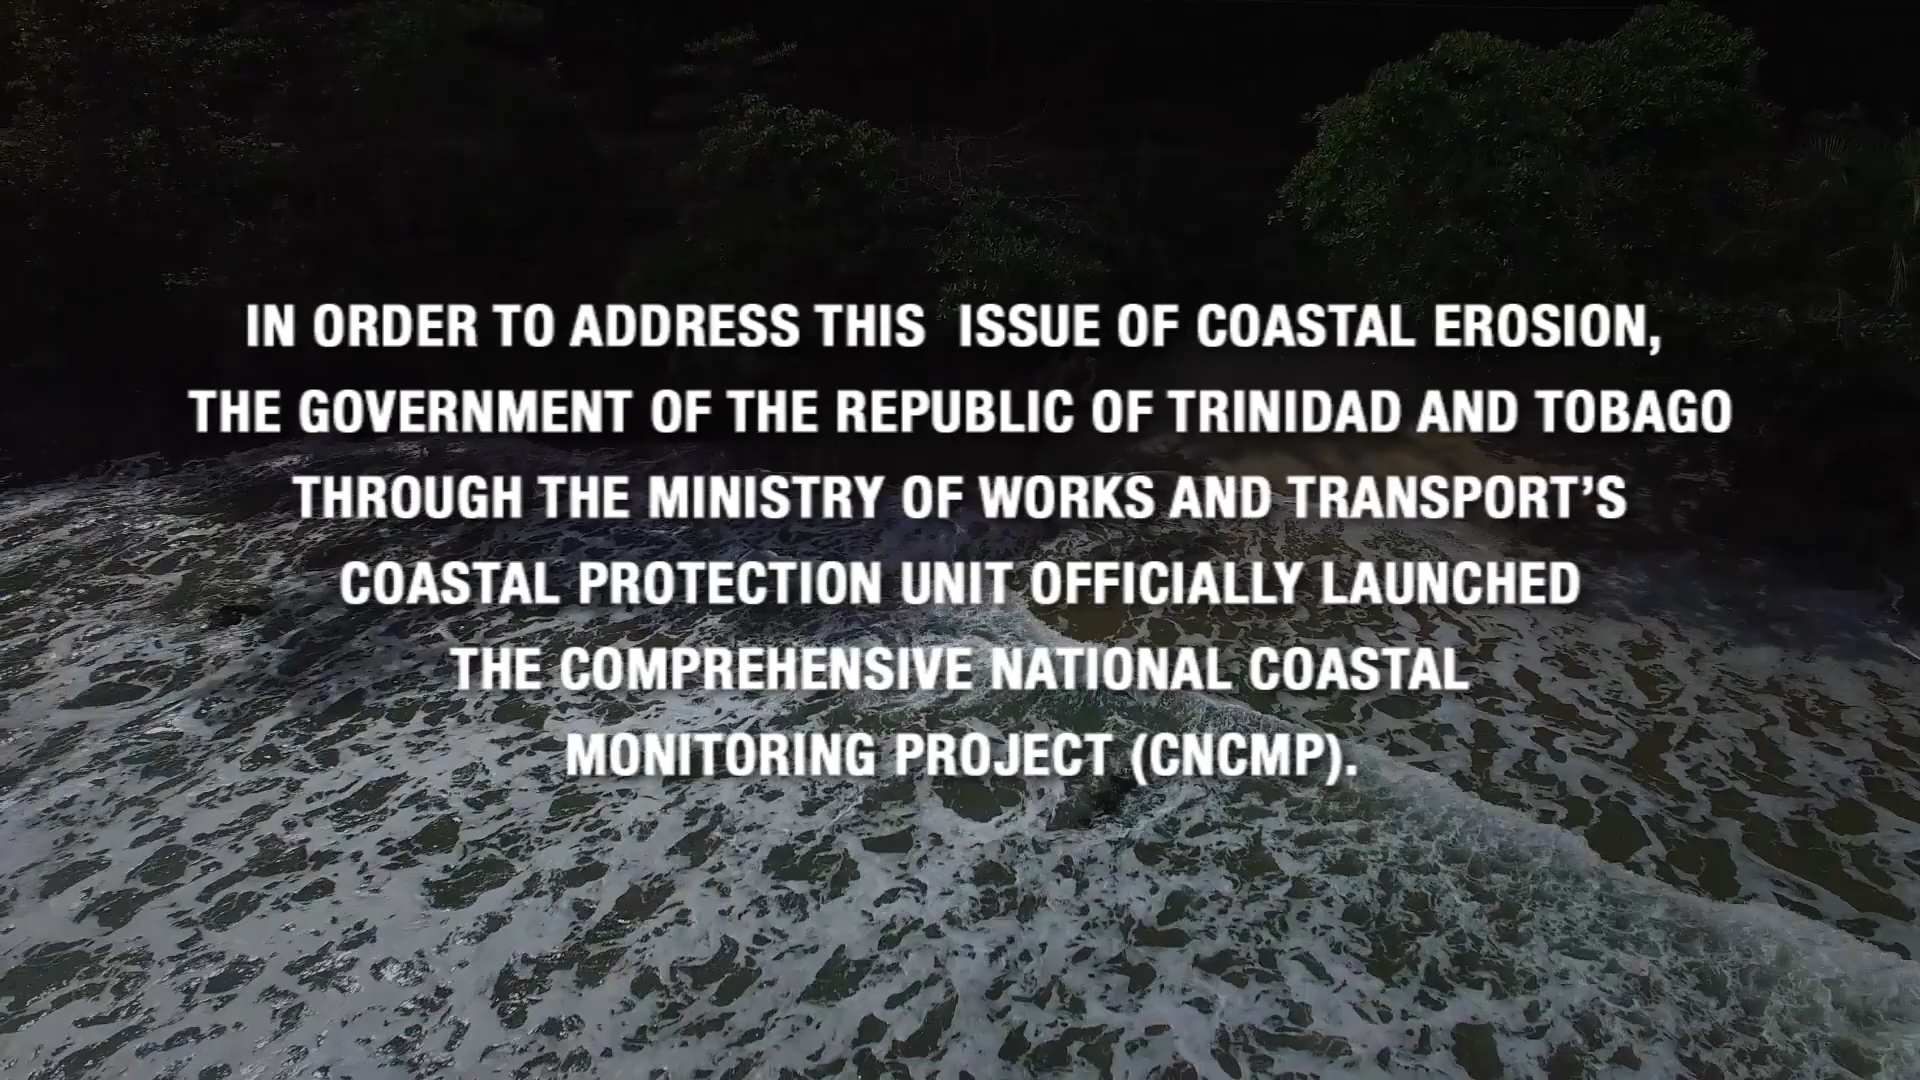 IN ORDER TO ADDRESS THIS  ISSUE OF COASTAL EROSION,
THE GOVERNMENT OF THE REPUBLIC OF TRINIDAD AND TOBAGO
THROUGH THE MINISTRY OF WORKS AND TRANSPORT’S
COASTAL PROTECTION UNIT OFFICIALLY LAUNCHED
THE COMPREHENSIVE NATIONAL COASTAL
MONITORING PROJECT (CNCMP).